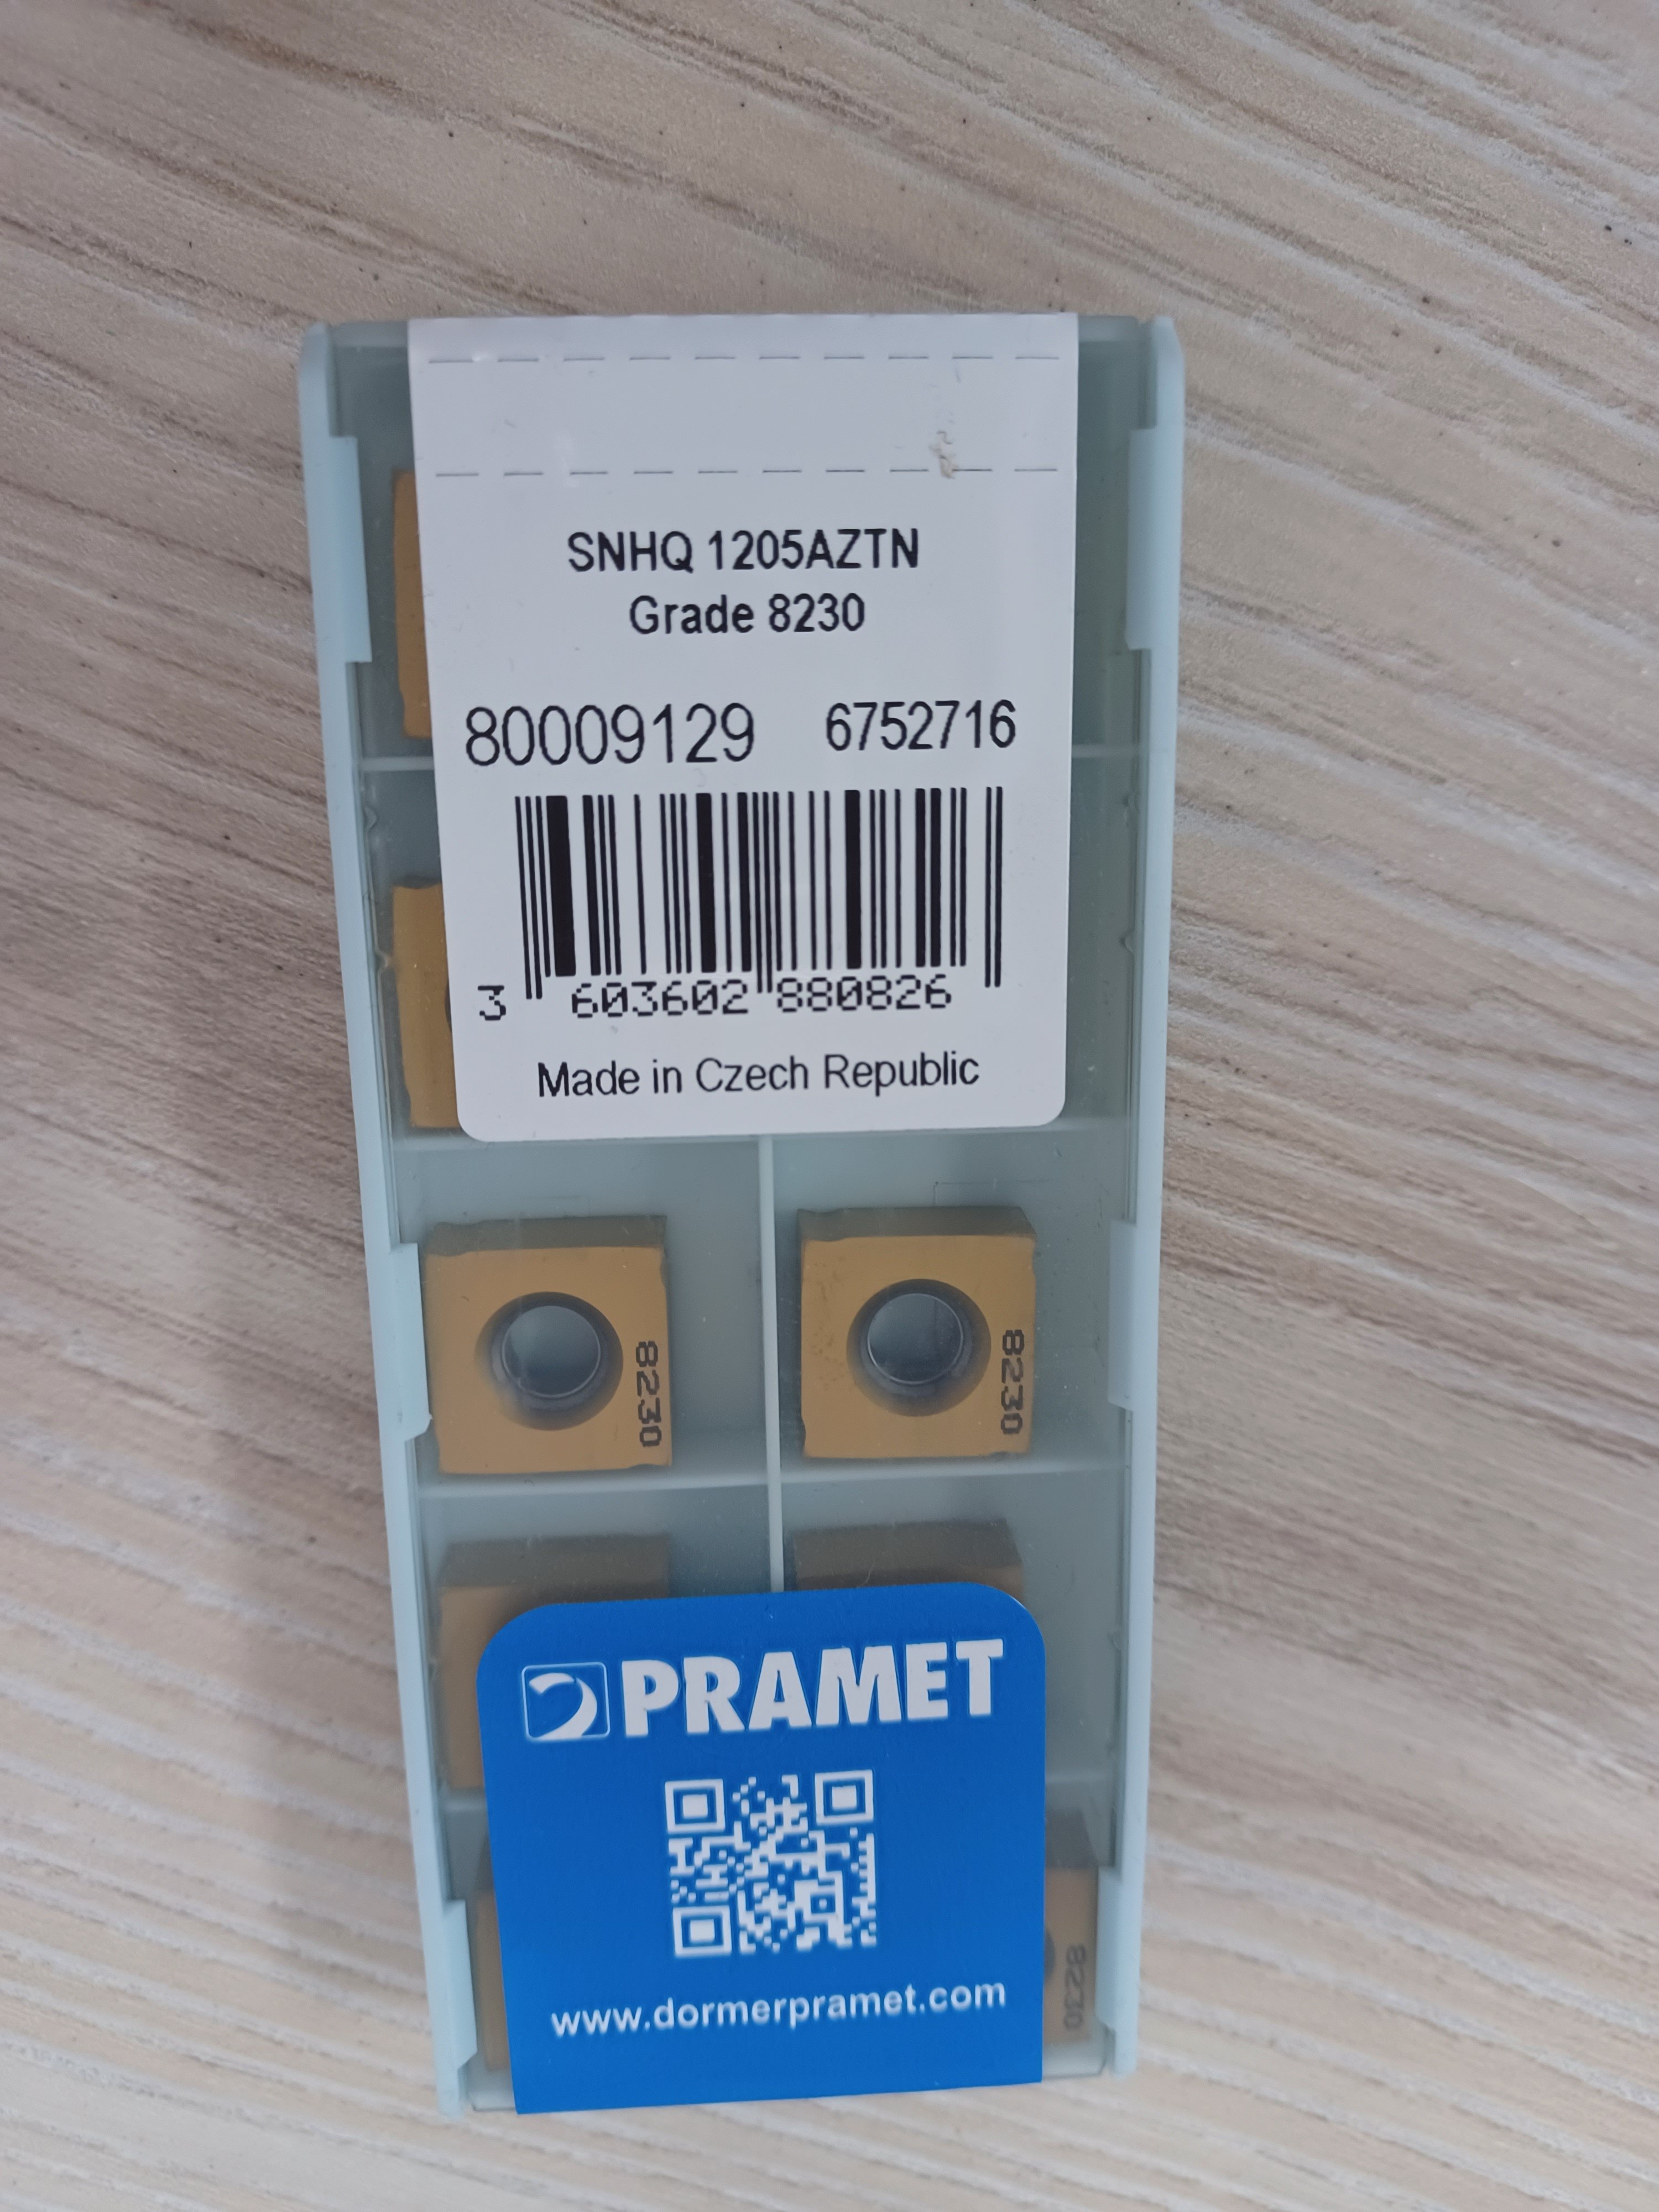 SNHQ 1205AZTN
Grade 8230
80009129 6752716
3 603602 880826
Made in Czech Republic
8230 8230
PRAMET
www.dormerpramet.com
8230